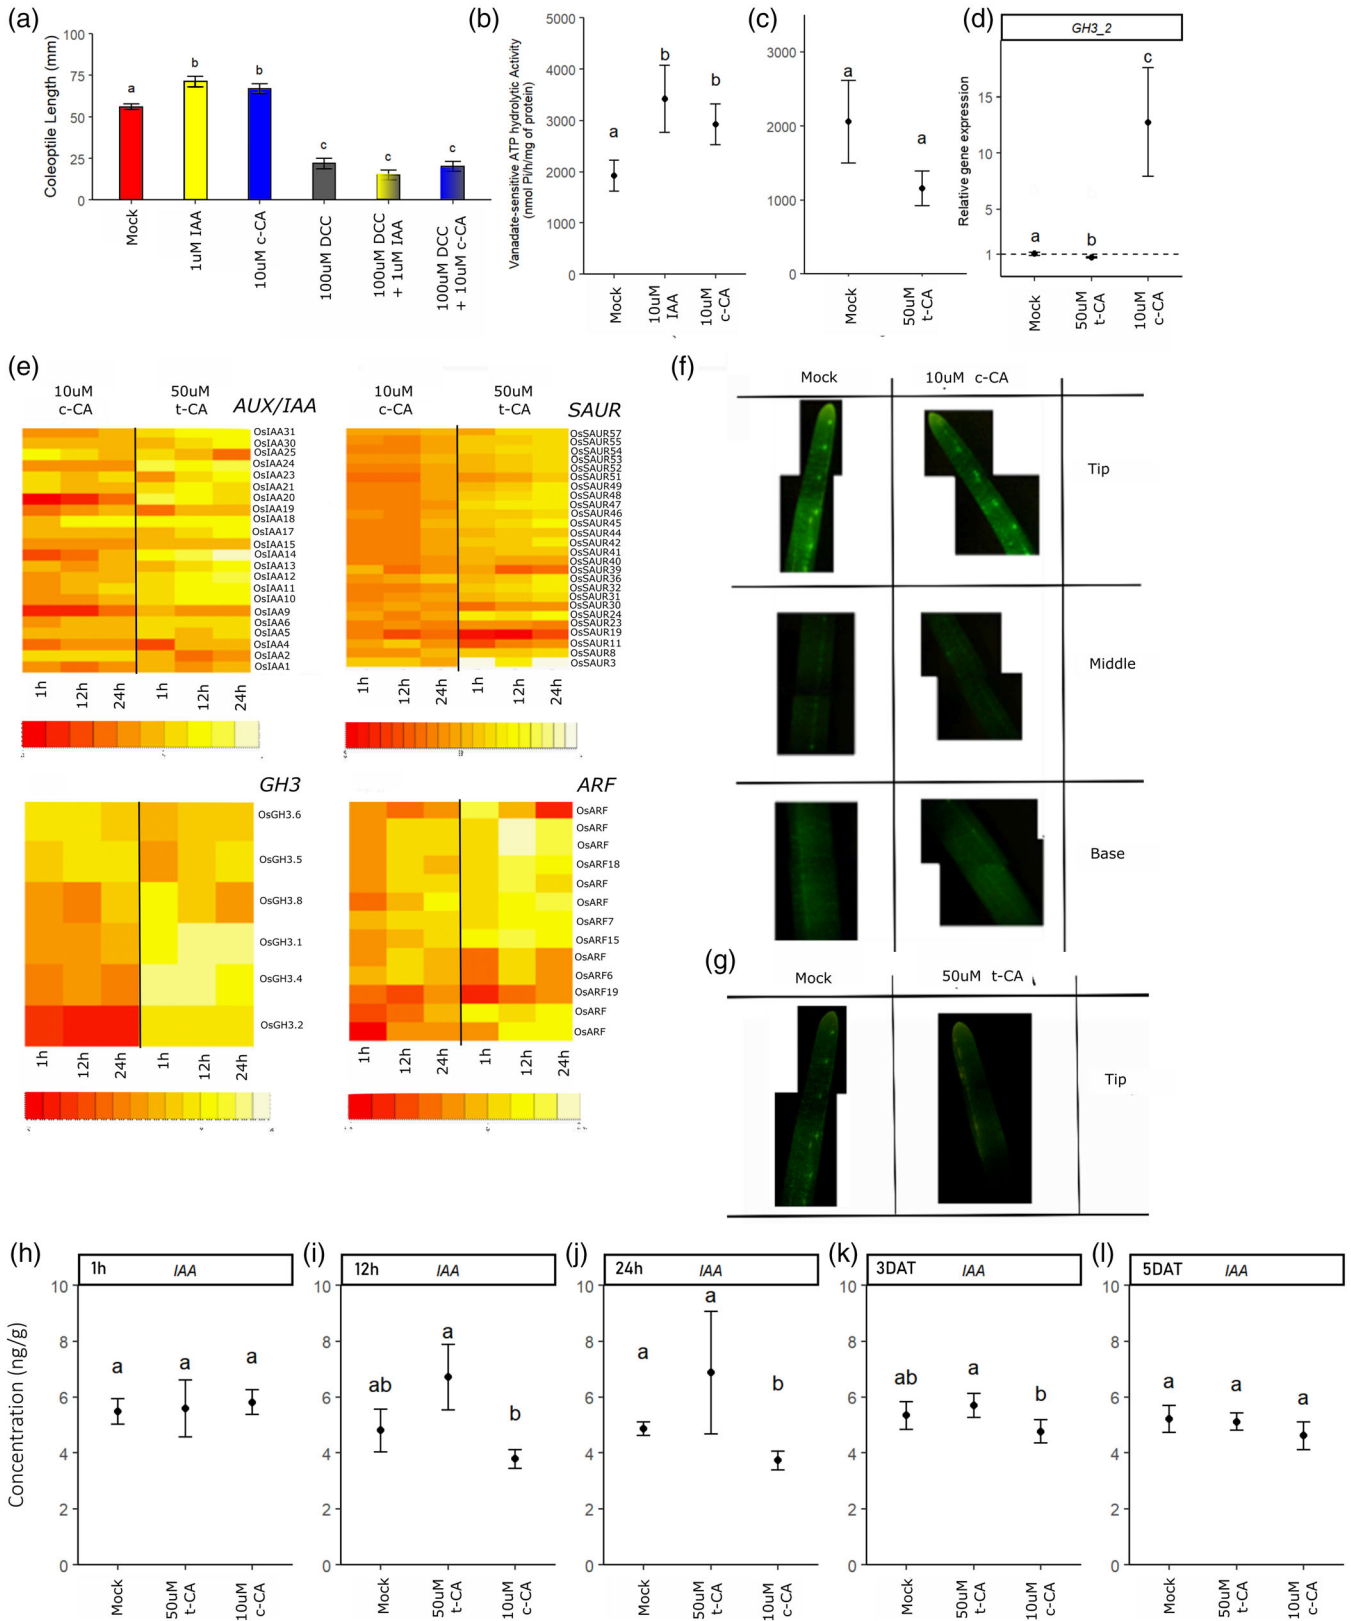 (a)
Coleoptile Length (mm)
100
75
50
25
0
a
b
b
c
c
c
Mock
1uM IAA
10uM c-CA
100uM DCC
100uM DCC
+ 1uM IAA
100uM DCC
+ 10uM c-CA
(b)
Vanadate-sensitive ATP hydrolytic Activity
(nmol Pi/h/mg of protein)
5000
4000
3000
2000
1000
0
a
b
b
Mock
10uM
IAA
10uM
c-CA
(c)
3000
2000
1000
0
a
a
Mock
50uM
t-CA
(d)
GH3_2
Relative gene expression
15
10
5
1
a
b
c
Mock
50uM
t-CA
10uM
c-CA
(e)
10uM
c-CA
50uM
t-CA
AUX/IAA
OsIAA31
OsIAA30
OsIAA25
OsIAA24
OsIAA23
OsIAA21
OsIAA20
OsIAA19
OsIAA18
OsIAA17
OsIAA15
OsIAA14
OsIAA13
OsIAA12
OsIAA11
OsIAA10
OsIAA9
OsIAA6
OsIAA5
OsIAA4
OsIAA2
OsIAA1
1h
12h
24h
1h
12h
24h
10uM
c-CA
50uM
t-CA
SAUR
OsSAUR57
OsSAUR55
OsSAUR54
OsSAUR53
OsSAUR52
OsSAUR51
OsSAUR49
OsSAUR48
OsSAUR47
OsSAUR46
OsSAUR45
OsSAUR44
OsSAUR42
OsSAUR41
OsSAUR40
OsSAUR39
OsSAUR36
OsSAUR32
OsSAUR31
OsSAUR30
OsSAUR24
OsSAUR23
OsSAUR19
OsSAUR11
OsSAUR8
OsSAUR3
1h
12h
24h
1h
12h
24h
GH3
OsGH3.6
OsGH3.5
OsGH3.8
OsGH3.1
OsGH3.4
OsGH3.2
1h
12h
24h
1h
12h
24h
ARF
OsARF
OsARF
OsARF
OsARF18
OsARF
OsARF
OsARF7
OsARF15
OsARF
OsARF6
OsARF19
OsARF
OsARF
1h
12h
24h
1h
12h
24h
(f)
Mock
10uM c-CA
Tip
Middle
Base
(g)
Mock
50uM t-CA
Tip
(h)
1h IAA
Concentration (ng/g)
10
8
6
4
2
0
a
a
a
Mock
50uM
t-CA
10uM
c-CA
(i)
12h IAA
10
8
6
4
2
0
ab
a
b
Mock
50uM
t-CA
10uM
c-CA
(j)
24h IAA
10
8
6
4
2
0
a
a
b
Mock
50uM
t-CA
10uM
c-CA
(k)
3DAT IAA
10
8
6
4
2
0
ab
a
b
Mock
50uM
t-CA
10uM
c-CA
(l)
5DAT IAA
10
8
6
4
2
0
a
a
a
Mock
50uM
t-CA
10uM
c-CA